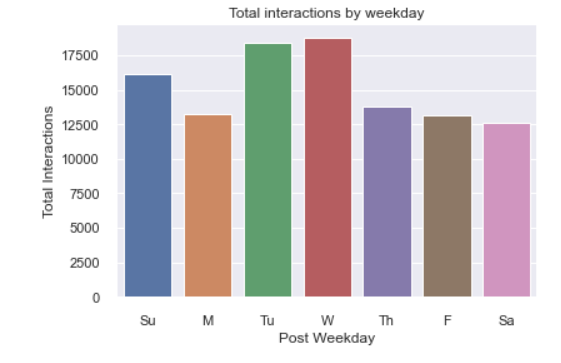 Total interactions by weekday
Total Interactions
17500
15000
12500
10000
7500
5000
2500
0
Su M Tu W Th F Sa
Post Weekday